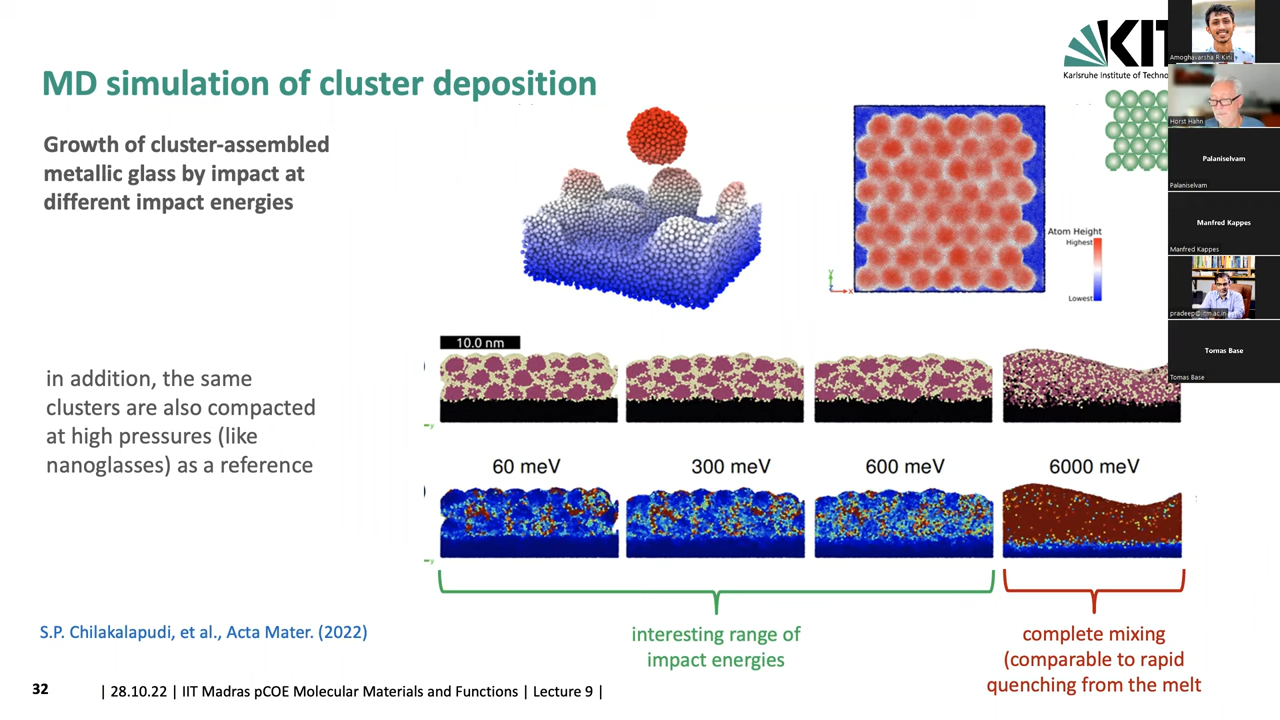 MD simulation of cluster deposition
KIT
Karlsruhe Institute of Technol
Growth of cluster-assembled
metallic glass by impact at
different impact energies
Atom Height
Highest
Lowest
Y
X
10.0 nm
in addition, the same
clusters are also compacted
at high pressures (like
nanoglasses) as a reference
y
60 meV
300 meV
600 meV
6000 meV
y
interesting range of
impact energies
complete mixing
(comparable to rapid
quenching from the melt
S.P. Chilakalapudi, et al., Acta Mater. (2022)
32
| 28.10.22 | IIT Madras pCOE Molecular Materials and Functions | Lecture 9 |
Amoghavarsha R Kini
Horst Hahn
Palaniselvam
Palaniselvam
Manfred Kappes
Manfred Kappes
pradeep@iitm.ac.in
Tomas Base
Tomas Base